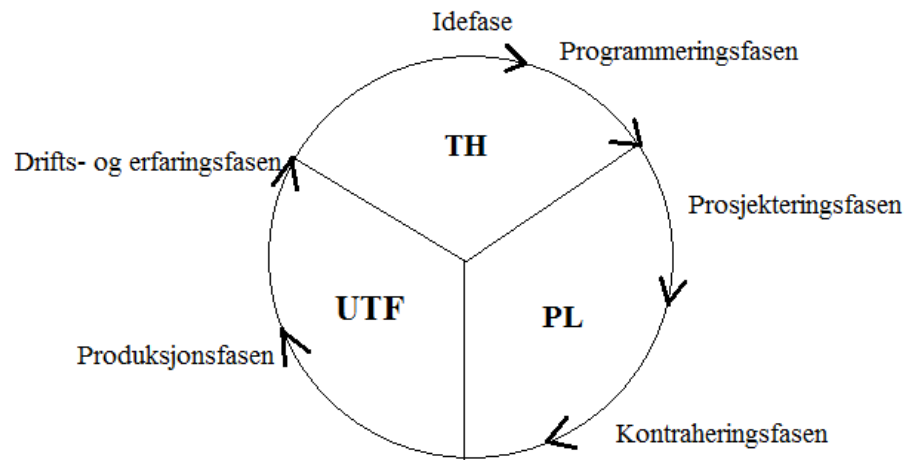 Idefase
Programmeringsfasen
TH
Drifts- og erfaringsfasen
Prosjekteringsfasen
UTF
PL
Produksjonsfasen
Kontraheringsfasen